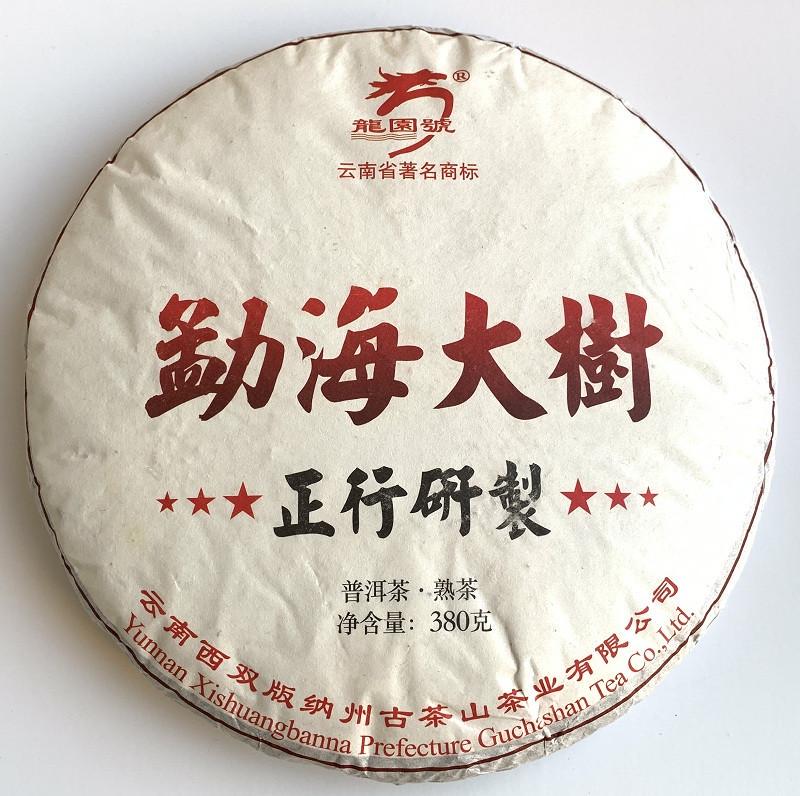 ®
龍園號
云南省著名商标
勐海大樹
★★★正行研製★★★
普洱茶·熟茶
净含量：380克
云南西双版纳州古茶山茶业有限公司
Yunnan Xishuangbanna Prefecture Guchashan Tea Co.,Ltd.